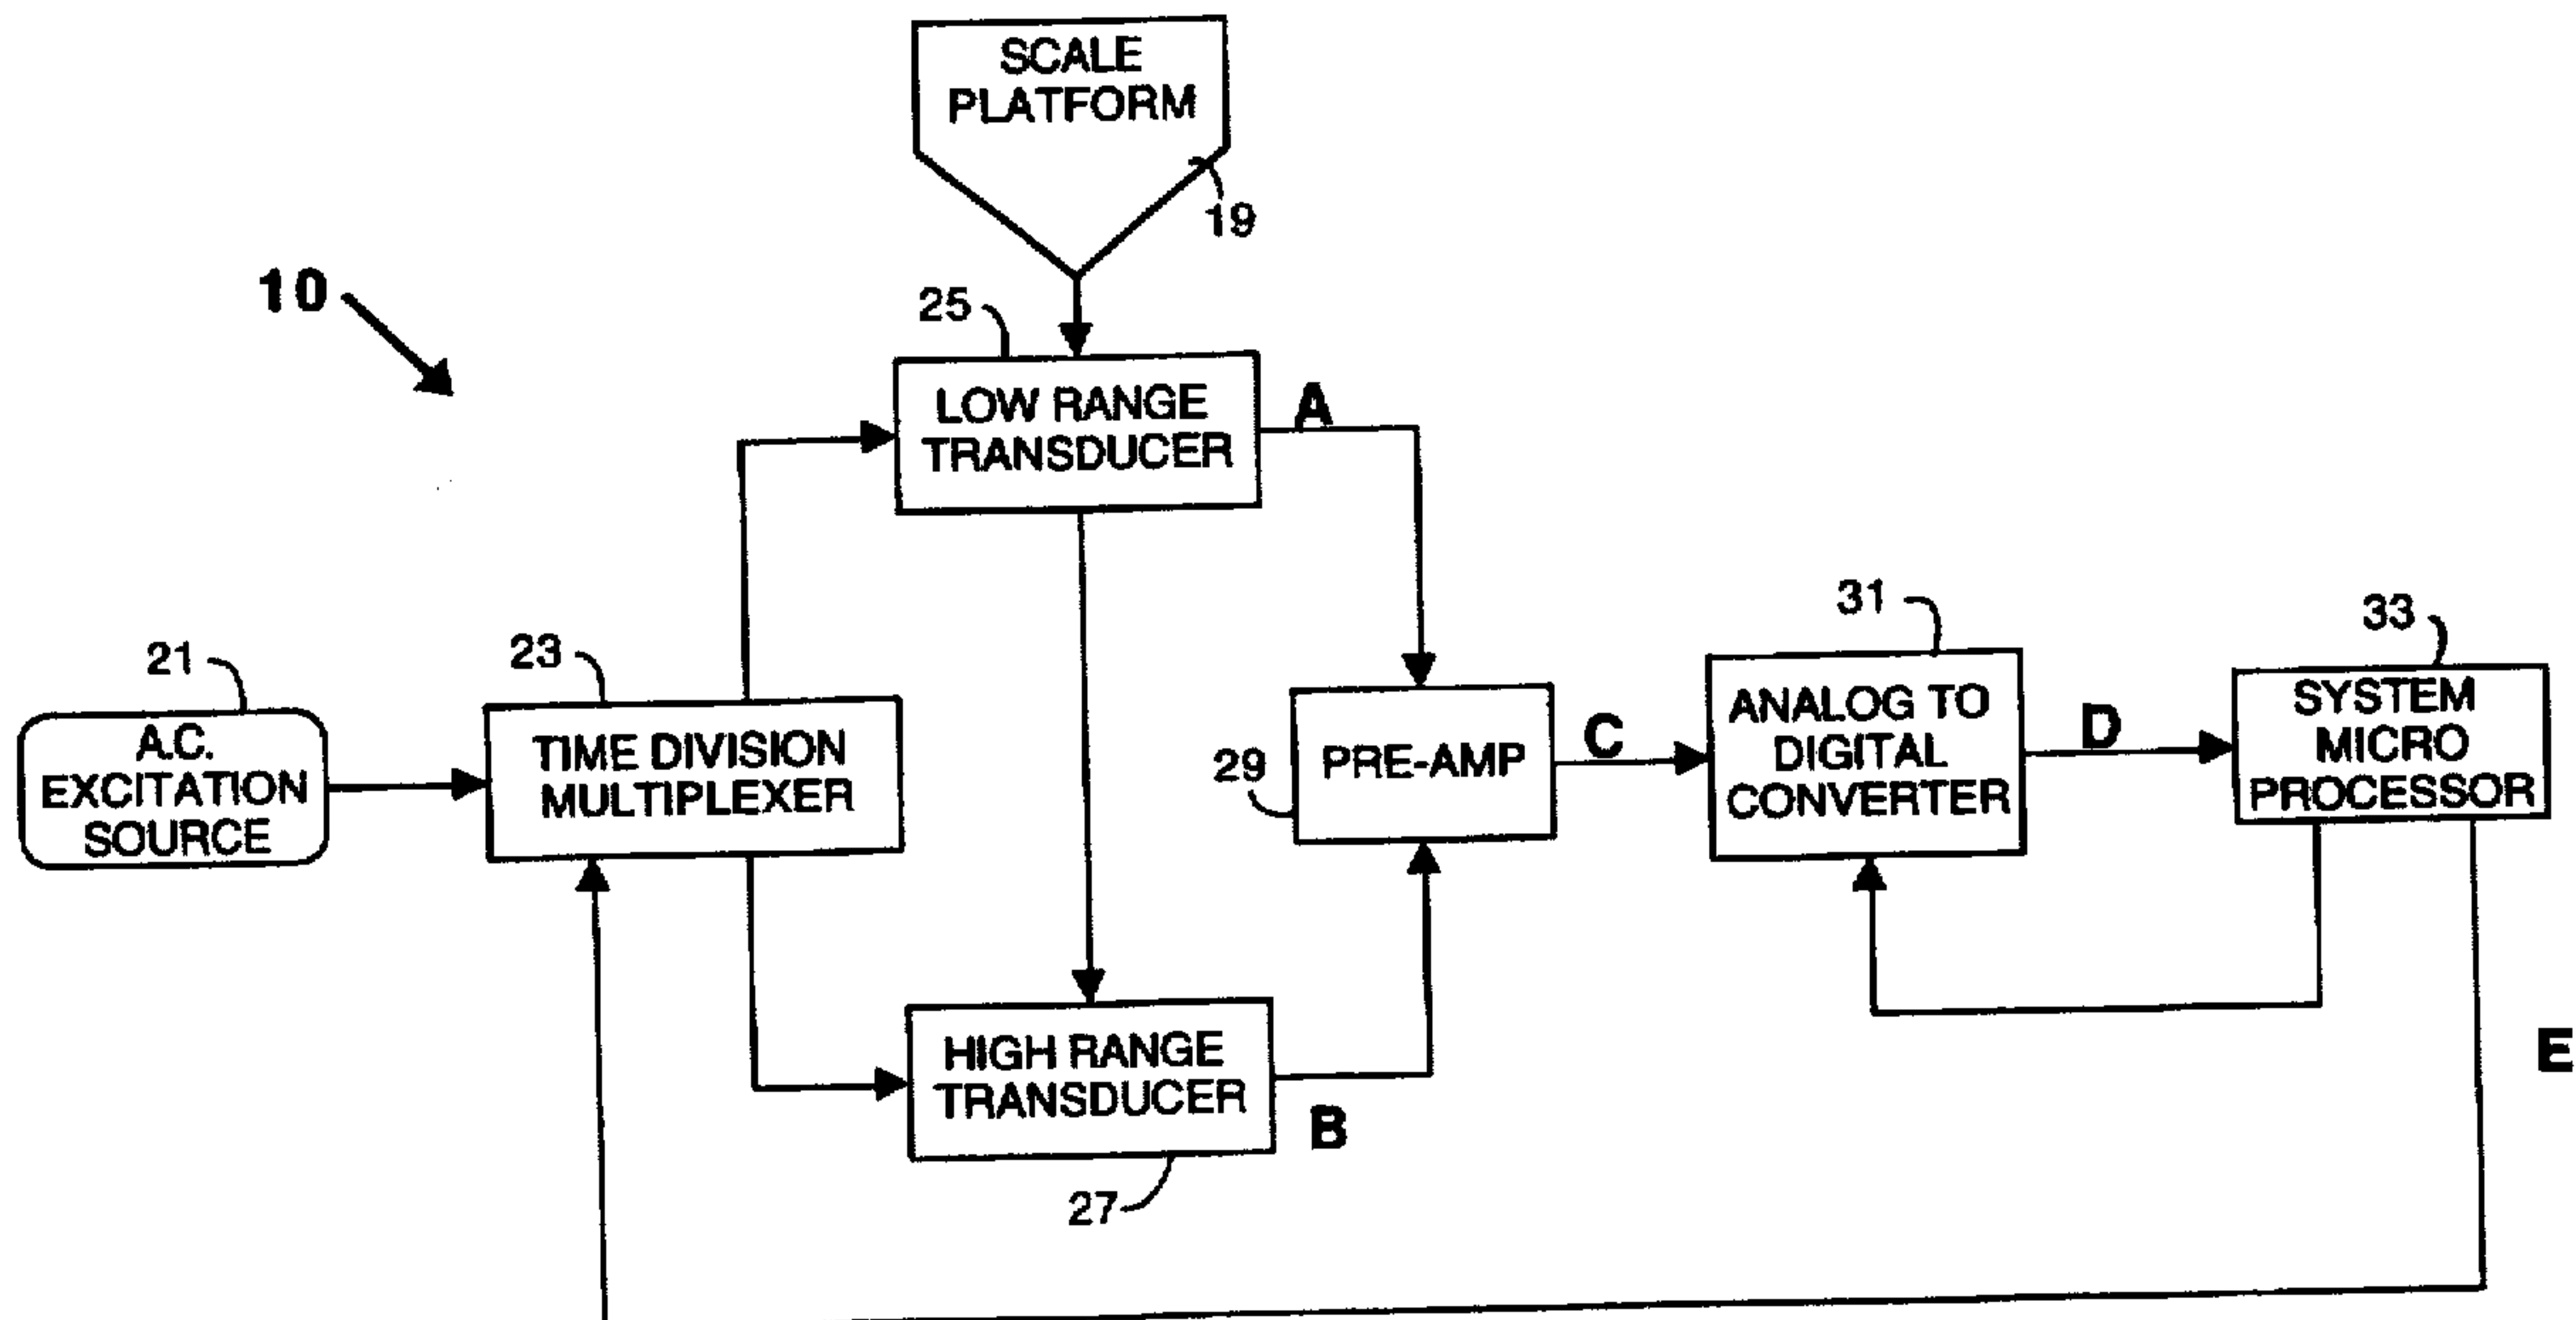 SCALE
PLATFORM
19
10
25
LOW RANGE
TRANSDUCER
A
21
A.C.
EXCITATION
SOURCE
23
TIME DIVISION
MULTIPLEXER
29
PRE-AMP
C
31
ANALOG TO
DIGITAL
CONVERTER
D
33
SYSTEM
MICRO
PROCESSOR
HIGH RANGE
TRANSDUCER
27
B
E